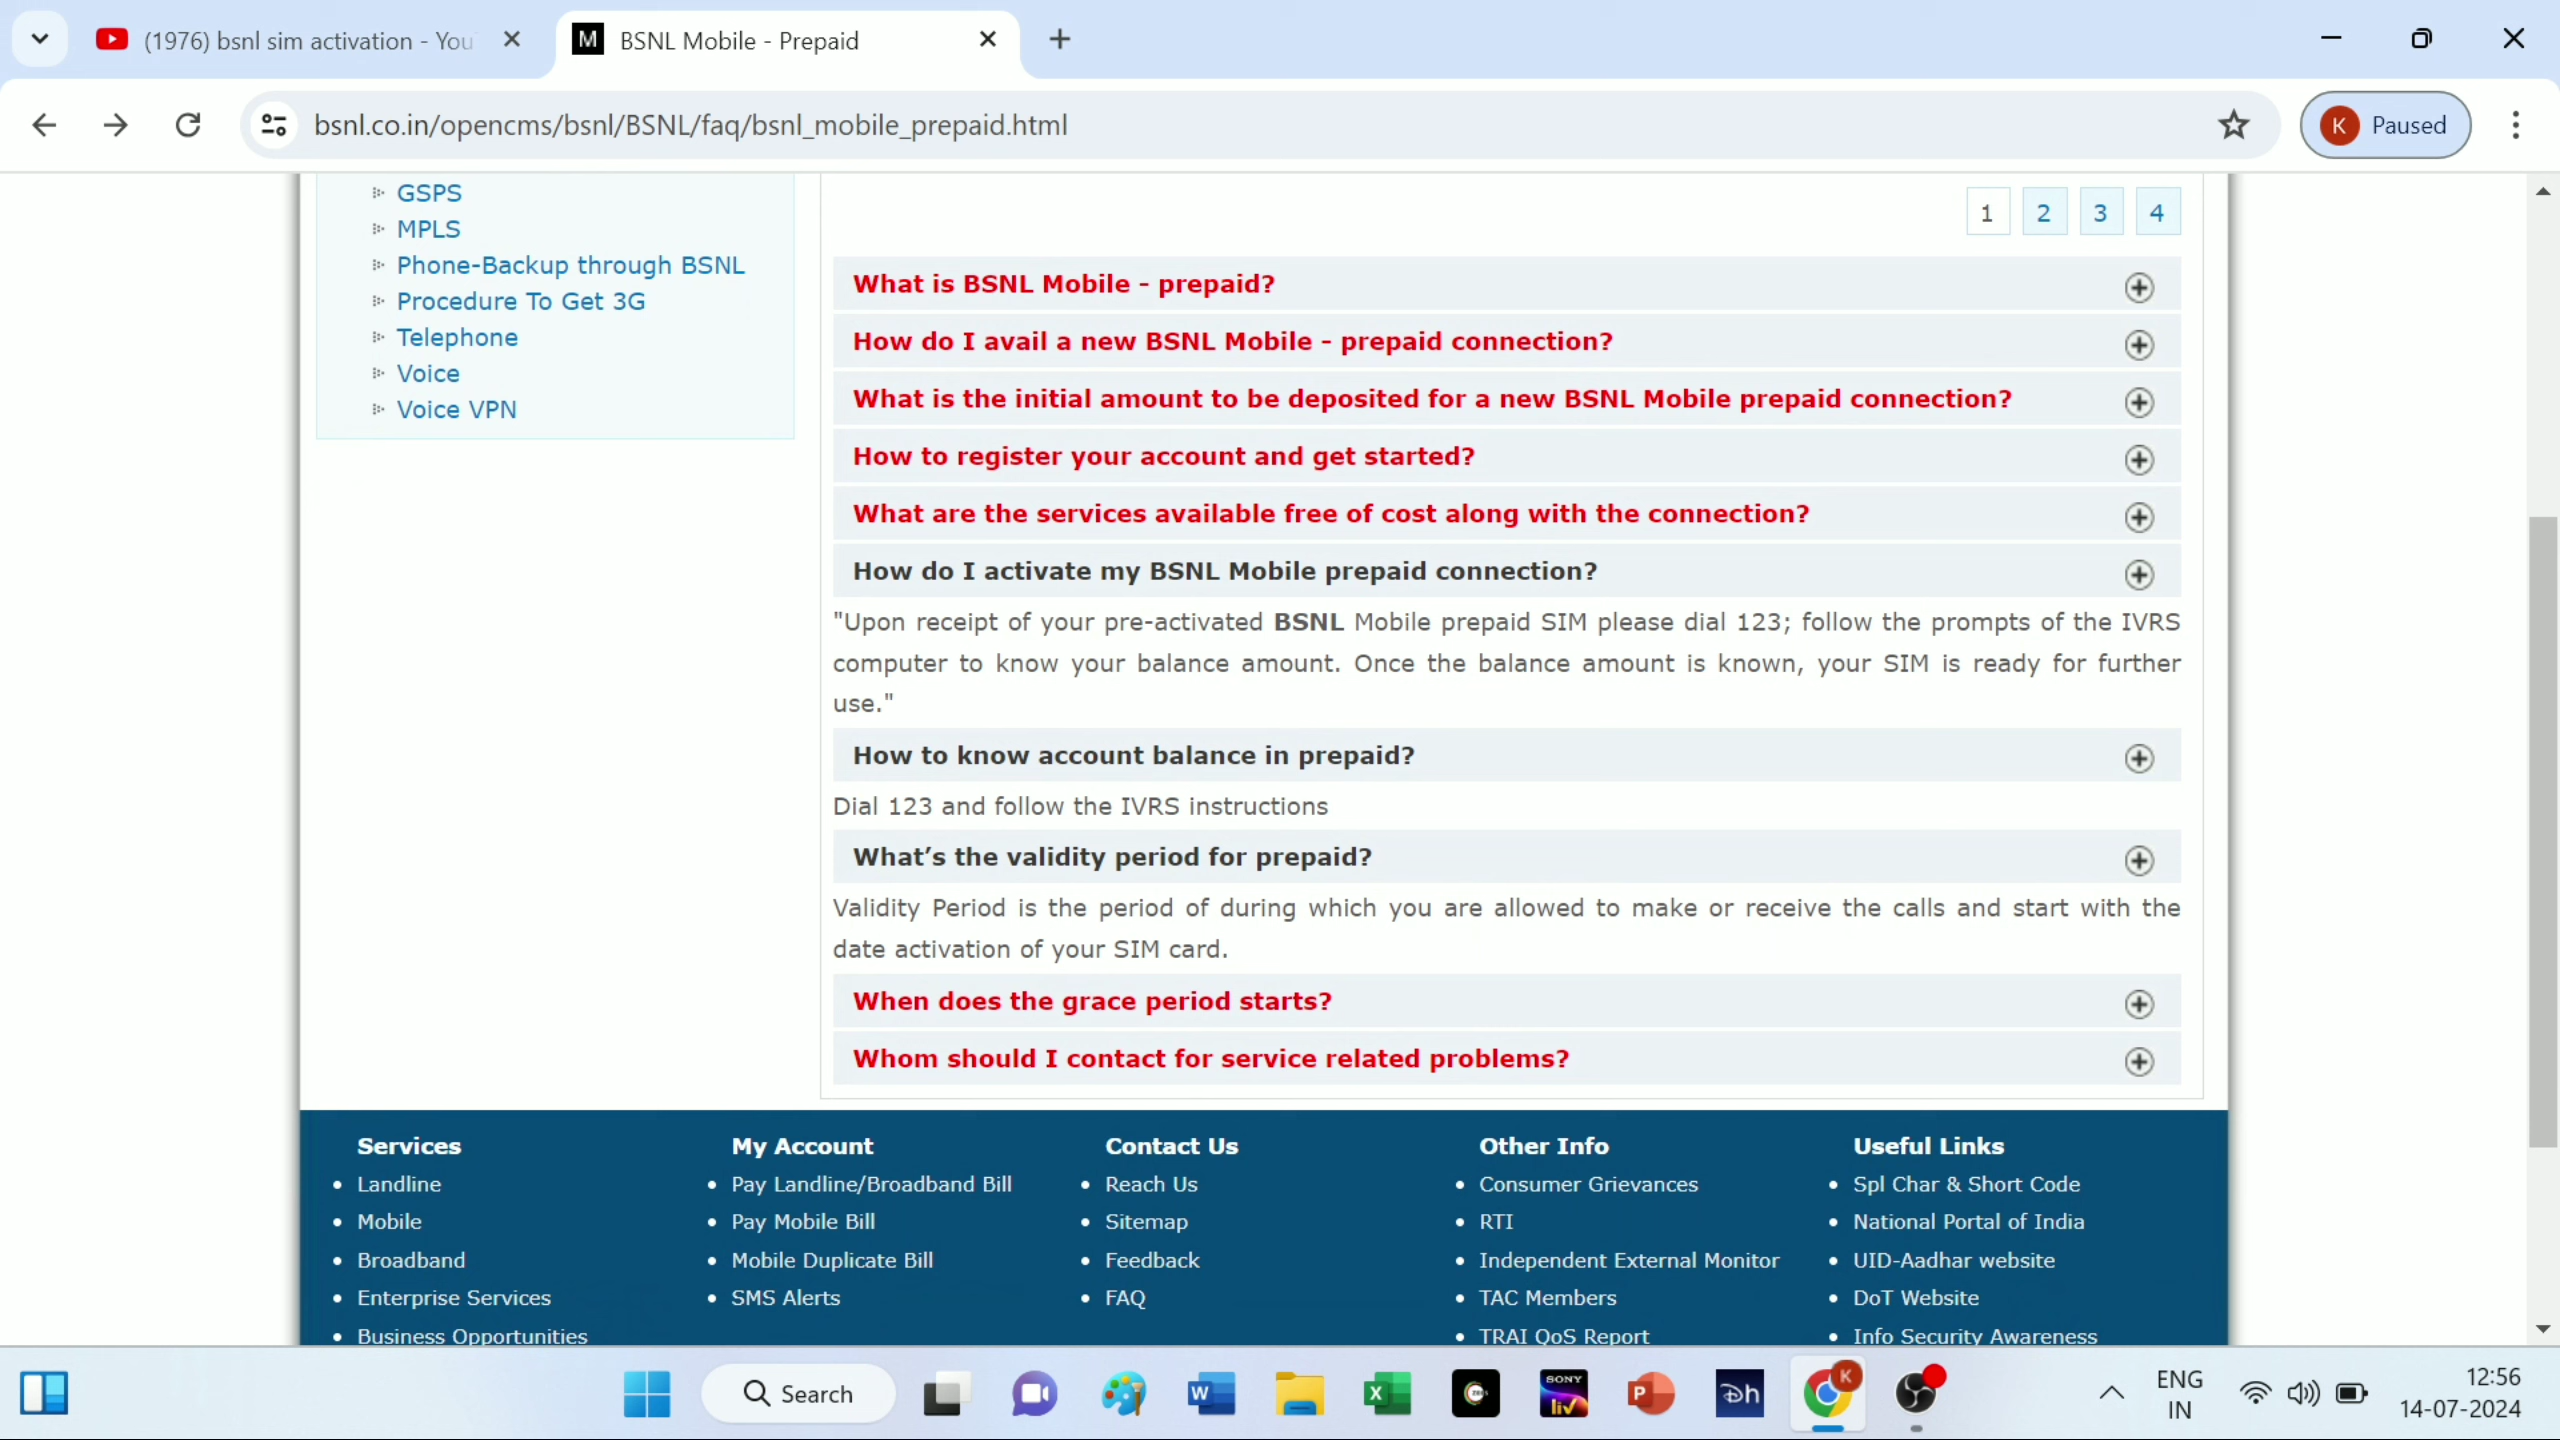 (1976) bsnl sim activation - You
BSNL Mobile - Prepaid
bsnl.co.in/opencms/bsnl/BSNL/faq/bsnl_mobile_prepaid.html
K Paused
GSPS
MPLS
Phone-Backup through BSNL
Procedure To Get 3G
Telephone
Voice
Voice VPN
1 2 3 4
What is BSNL Mobile - prepaid?
How do I avail a new BSNL Mobile - prepaid connection?
What is the initial amount to be deposited for a new BSNL Mobile prepaid connection?
How to register your account and get started?
What are the services available free of cost along with the connection?
How do I activate my BSNL Mobile prepaid connection?
"Upon receipt of your pre-activated BSNL Mobile prepaid SIM please dial 123; follow the prompts of the IVRS
computer to know your balance amount. Once the balance amount is known, your SIM is ready for further
use."
How to know account balance in prepaid?
Dial 123 and follow the IVRS instructions
What’s the validity period for prepaid?
Validity Period is the period of during which you are allowed to make or receive the calls and start with the
date activation of your SIM card.
When does the grace period starts?
Whom should I contact for service related problems?
Services
Landline
Mobile
Broadband
Enterprise Services
Business Opportunities
My Account
Pay Landline/Broadband Bill
Pay Mobile Bill
Mobile Duplicate Bill
SMS Alerts
Contact Us
Reach Us
Sitemap
Feedback
FAQ
Other Info
Consumer Grievances
RTI
Independent External Monitor
TAC Members
TRAI QoS Report
Useful Links
Spl Char & Short Code
National Portal of India
UID-Aadhar website
DoT Website
Info Security Awareness
Search
ENG
IN
12:56
14-07-2024